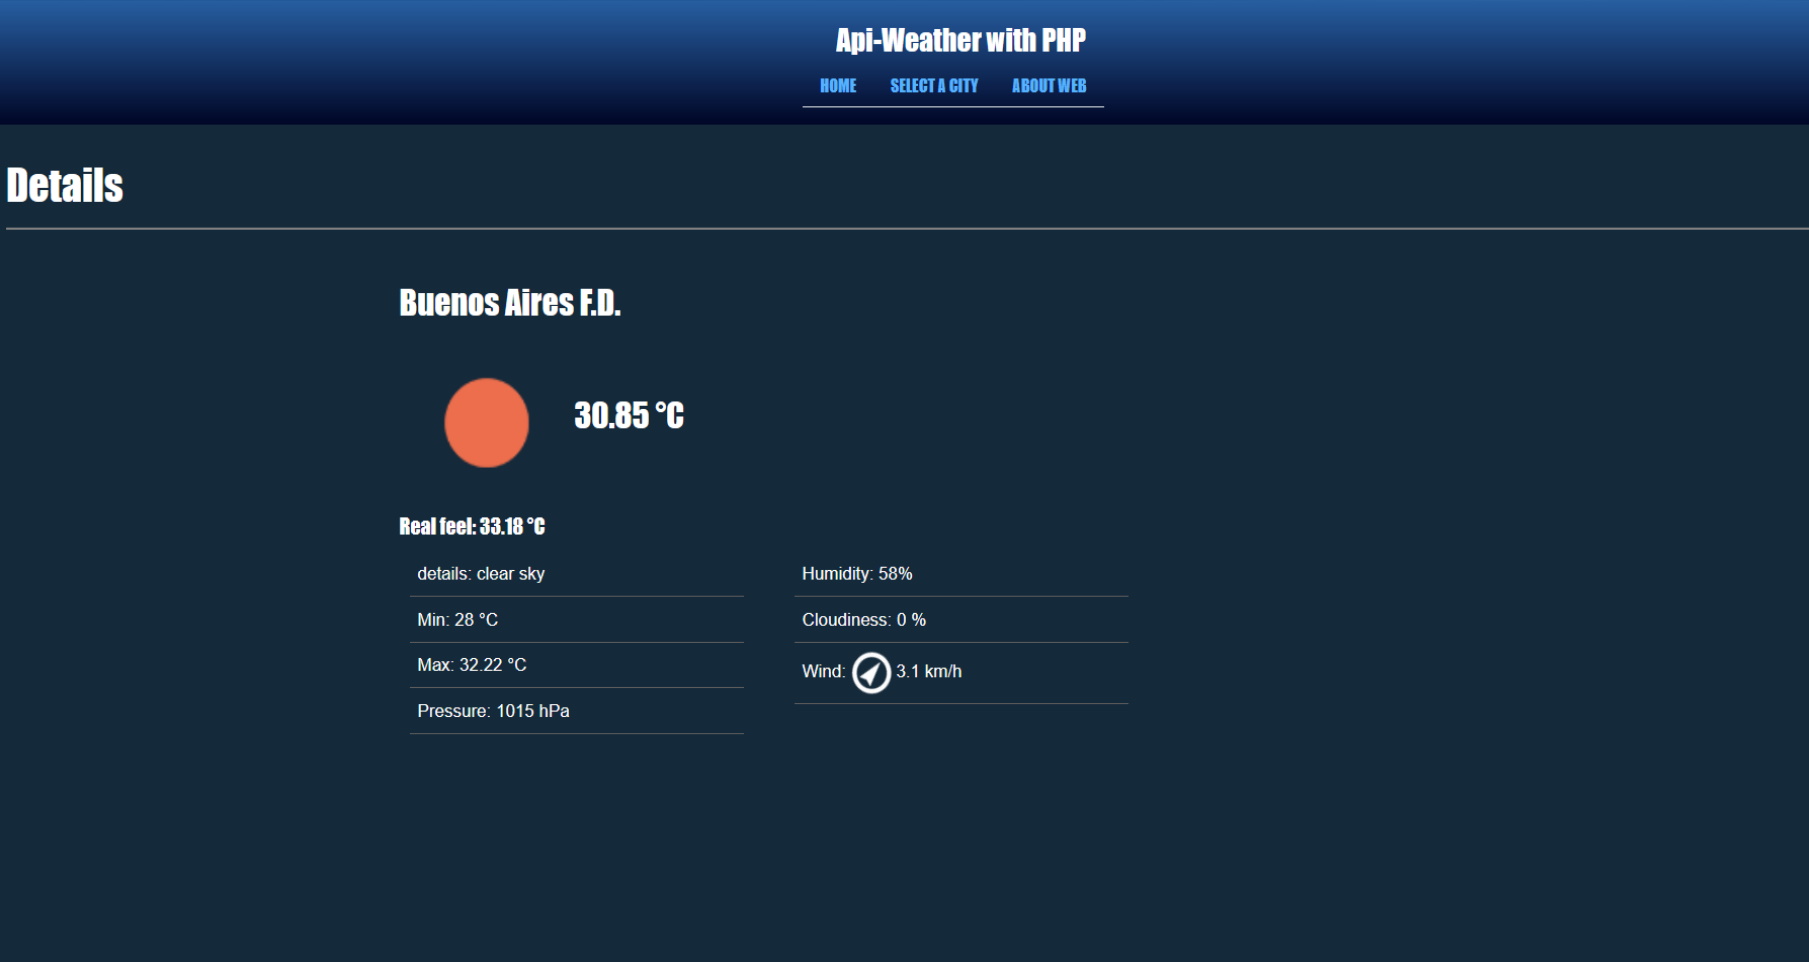 Api-Weather with PHP
HOME SELECT A CITY ABOUT WEB
Details
Buenos Aires F.D.
30.85 °C
Real feel: 33.18 °C
details: clear sky
Min: 28 °C
Max: 32.22 °C
Pressure: 1015 hPa
Humidity: 58%
Cloudiness: 0 %
Wind: 3.1 km/h